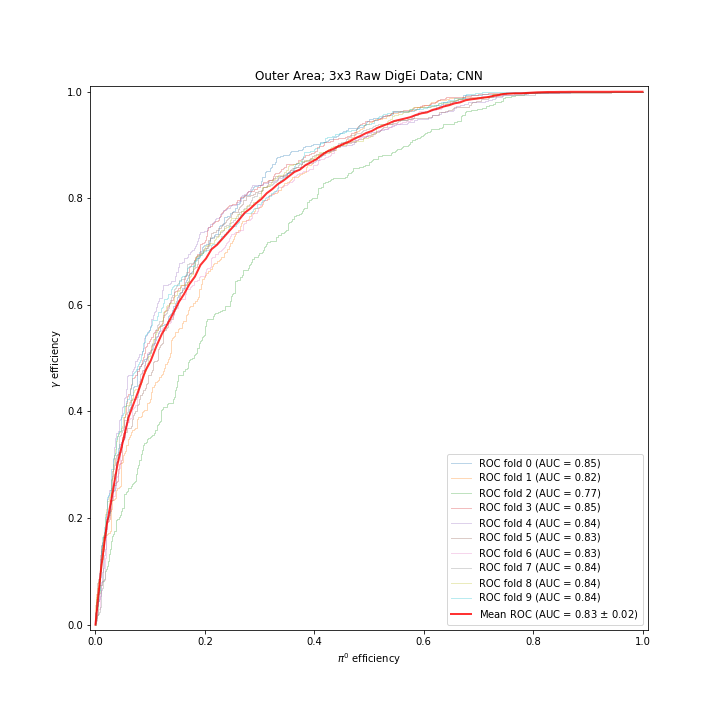 Outer Area; 3x3 Raw DigEi Data; CNN
1.0
0.8
0.6
0.4
0.2
0.0
γ efficiency
ROC fold 0 (AUC = 0.85)
ROC fold 1 (AUC = 0.82)
ROC fold 2 (AUC = 0.77)
ROC fold 3 (AUC = 0.85)
ROC fold 4 (AUC = 0.84)
ROC fold 5 (AUC = 0.83)
ROC fold 6 (AUC = 0.83)
ROC fold 7 (AUC = 0.84)
ROC fold 8 (AUC = 0.84)
ROC fold 9 (AUC = 0.84)
Mean ROC (AUC = 0.83 ± 0.02)
0.0 0.2 0.4 0.6 0.8 1.0
π⁰ efficiency